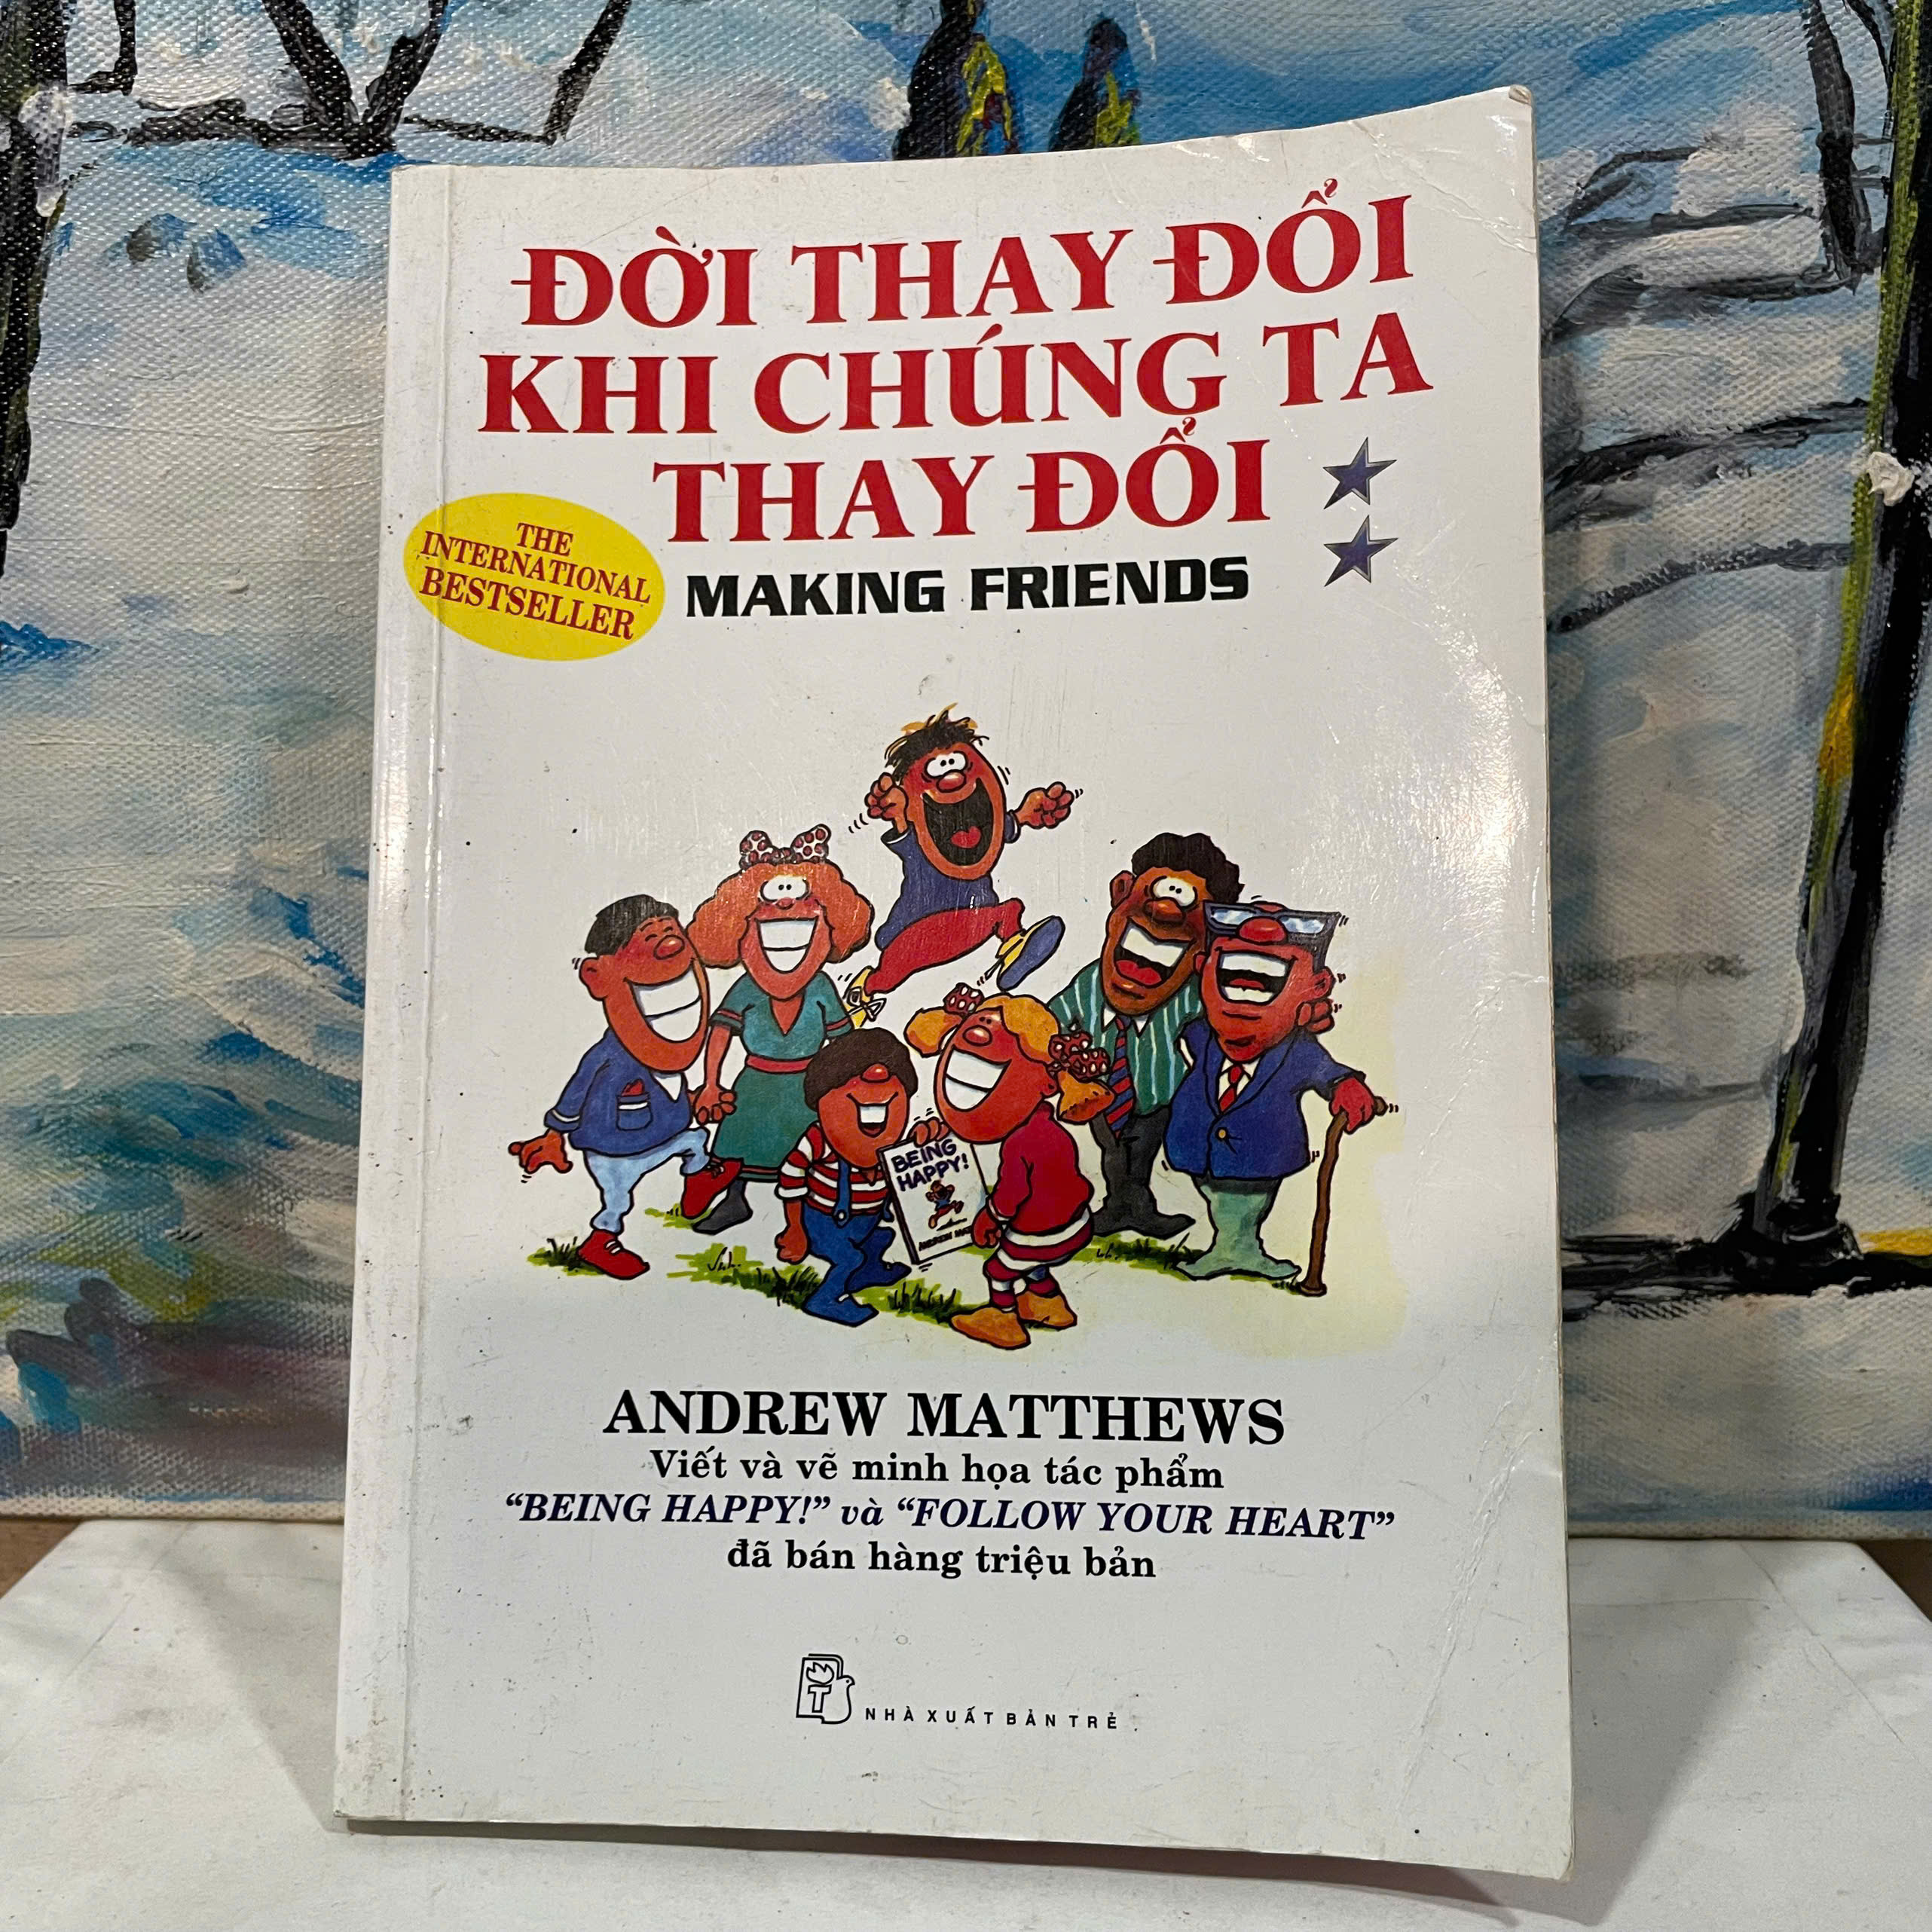 ĐỜI THAY ĐỔI
KHI CHÚNG TA
THAY ĐỔI
THE
INTERNATIONAL
BESTSELLER
MAKING FRIENDS
BEING
HAPPY!
ANDREW
ANDREW MATTHEWS
Viết và vẽ minh họa tác phẩm
“BEING HAPPY!” và “FOLLOW YOUR HEART”
đã bán hàng triệu bản
T
NHÀ XUẤT BẢN TRẺ